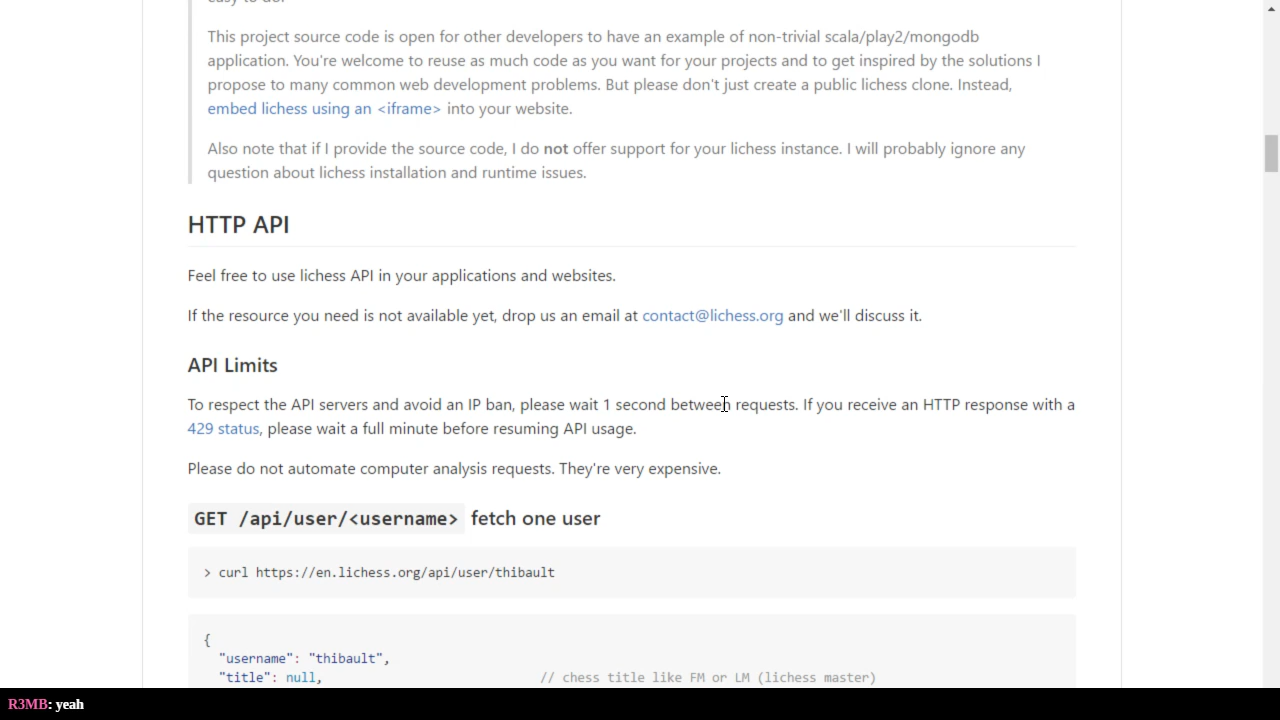 This project source code is open for other developers to have an example of non-trivial scala/play2/mongodb
application. You're welcome to reuse as much code as you want for your projects and to get inspired by the solutions I
propose to many common web development problems. But please don't just create a public lichess clone. Instead,
embed lichess using an <iframe> into your website.
Also note that if I provide the source code, I do not offer support for your lichess instance. I will probably ignore any
question about lichess installation and runtime issues.
HTTP API
Feel free to use lichess API in your applications and websites.
If the resource you need is not available yet, drop us an email at contact@lichess.org and we'll discuss it.
API Limits
To respect the API servers and avoid an IP ban, please wait 1 second between requests. If you receive an HTTP response with a
429 status, please wait a full minute before resuming API usage.
Please do not automate computer analysis requests. They're very expensive.
GET /api/user/<username> fetch one user
> curl https://en.lichess.org/api/user/thibault
{
"username": "thibault",
"title": null, // chess title like FM or LM (lichess master)
R3MB: yeah